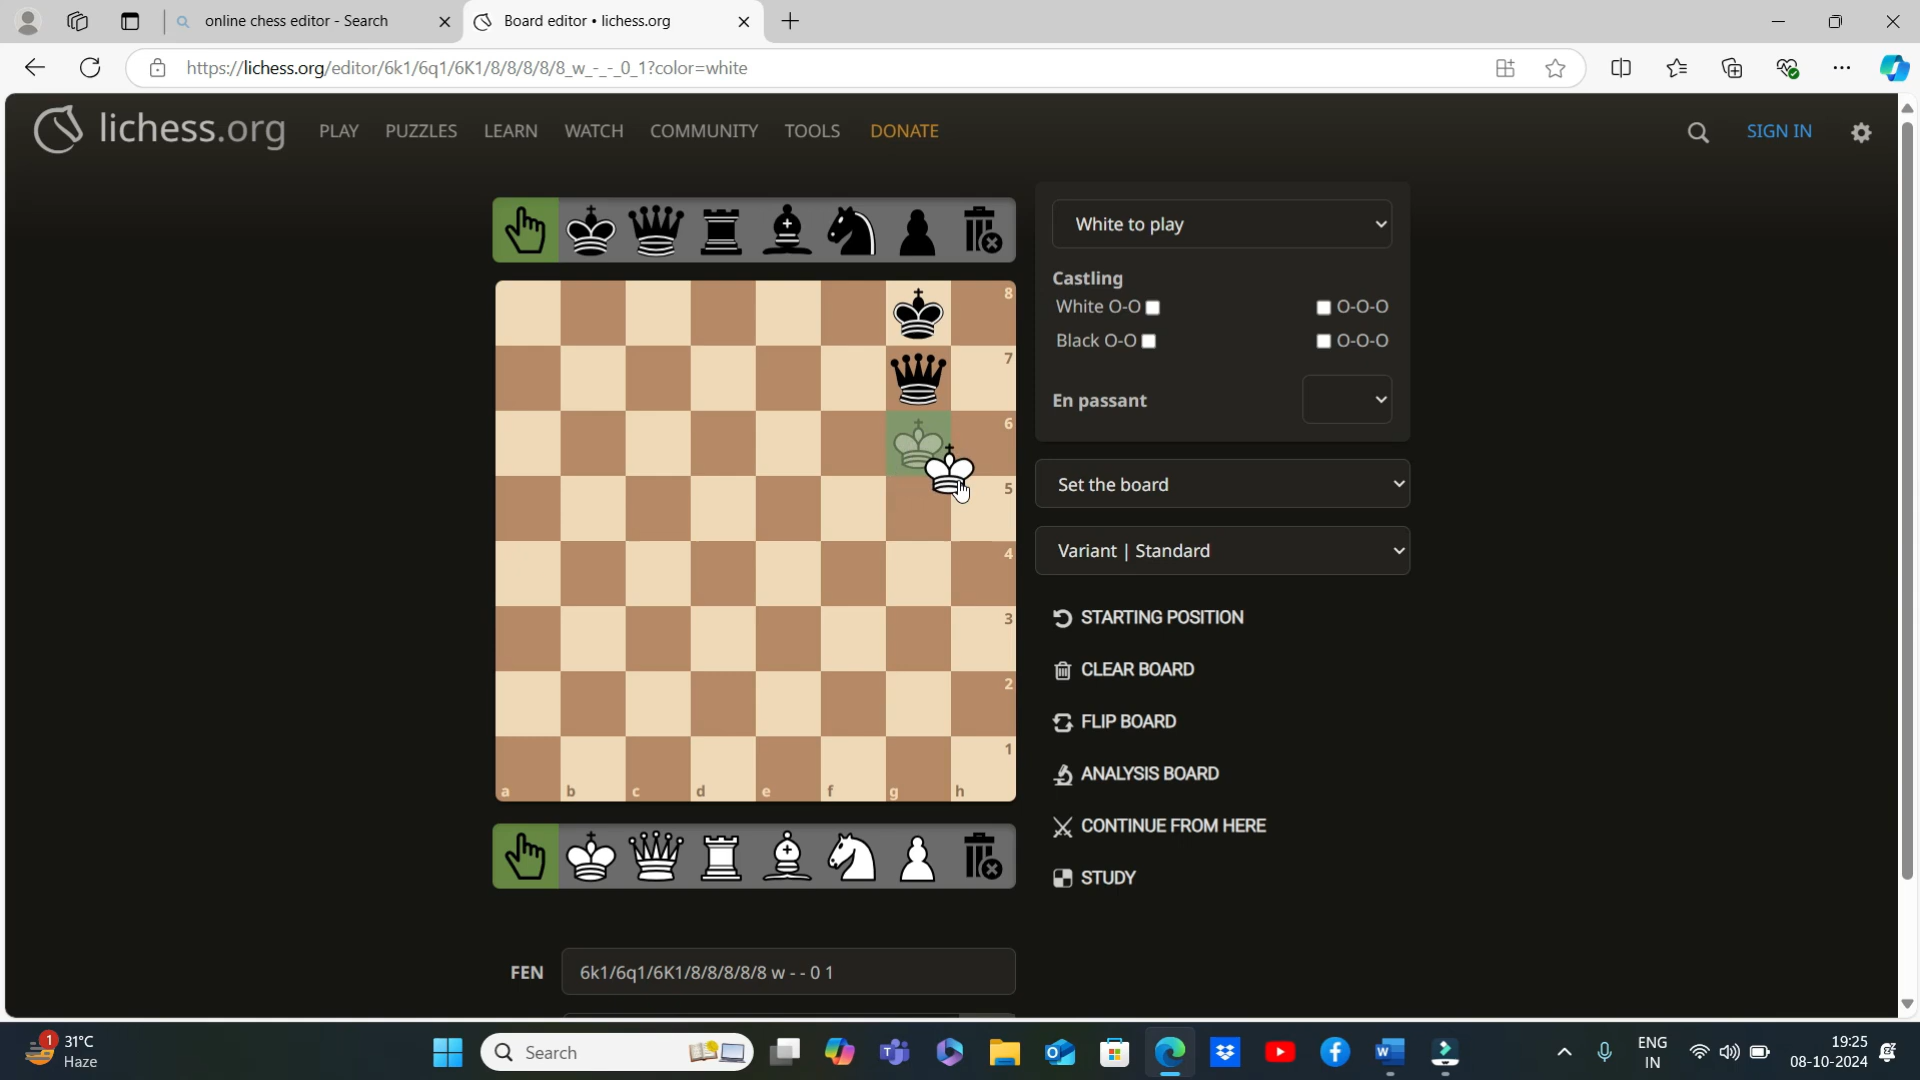 online chess editor - Search
Board editor • lichess.org
https://lichess.org/editor/6k1/6q1/6K1/8/8/8/8/8_w_-_-_0_1?color=white
lichess.org PLAY PUZZLES LEARN WATCH COMMUNITY TOOLS DONATE SIGN IN
White to play
Castling
White O-O O-O-O
Black O-O O-O-O
En passant
Set the board
Variant | Standard
STARTING POSITION
CLEAR BOARD
FLIP BOARD
ANALYSIS BOARD
CONTINUE FROM HERE
STUDY
8
7
6
5
4
3
2
1
a b c d e f g h
FEN 6k1/6q1/6K1/8/8/8/8/8 w - - 0 1
1
31°C
Haze
Search
ENG
IN
19:25
08-10-2024